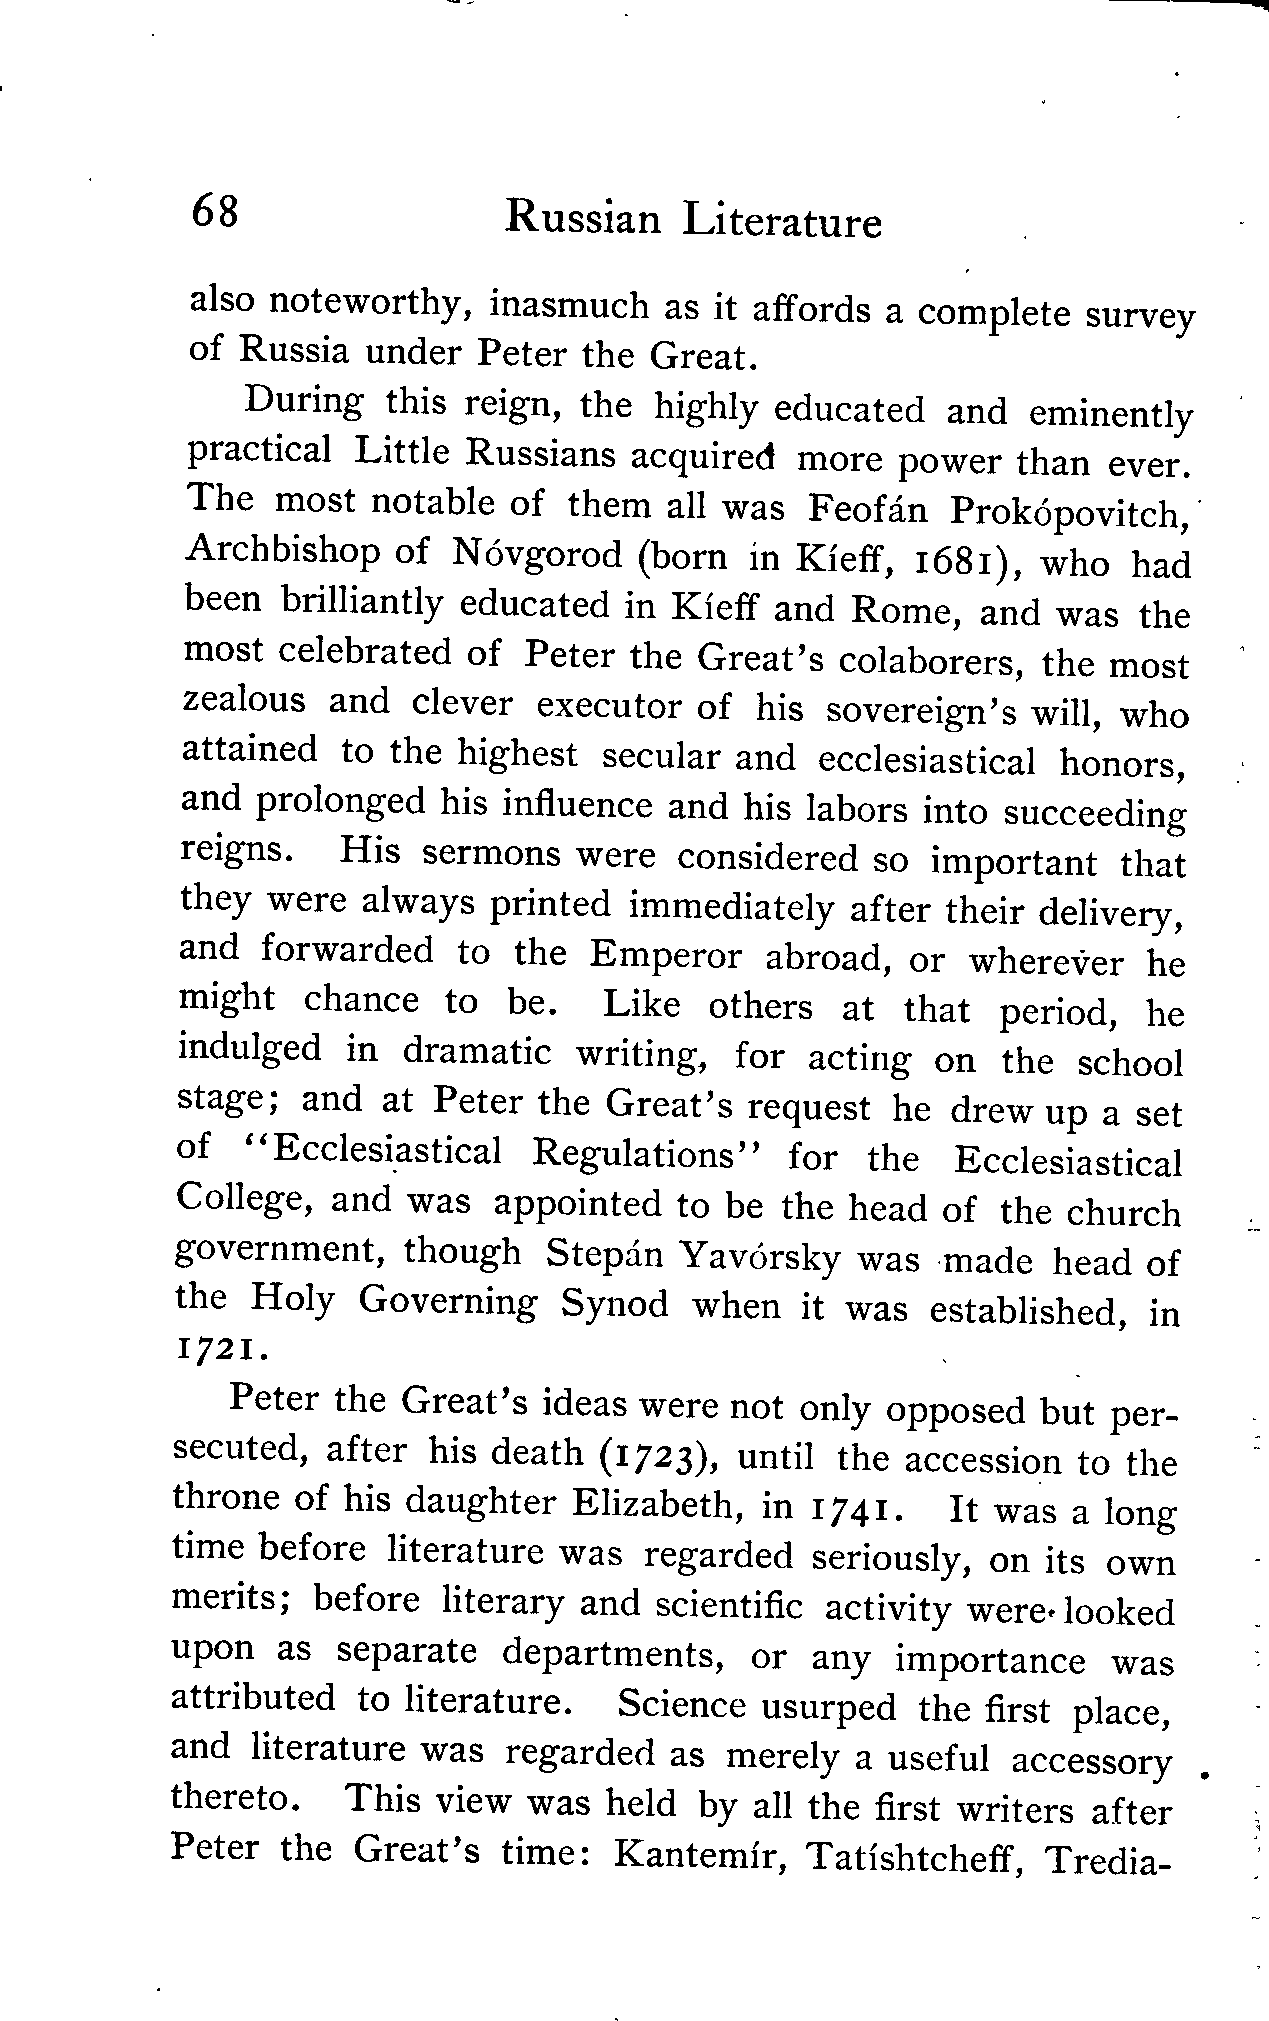 68 Russian Literature
also noteworthy, inasmuch as it affords a complete survey
of Russia under Peter the Great.
During this reign, the highly educated and eminently
practical Little Russians acquired more power than ever.
The most notable of them all was Feofán Prokópovitch,
Archbishop of Nóvgorod (born in Kíeff, 1681), who had
been brilliantly educated in Kíeff and Rome, and was the
most celebrated of Peter the Great's colaborers, the most
zealous and clever executor of his sovereign's will, who
attained to the highest secular and ecclesiastical honors,
and prolonged his influence and his labors into succeeding
reigns. His sermons were considered so important that
they were always printed immediately after their delivery,
and forwarded to the Emperor abroad, or wherever he
might chance to be. Like others at that period, he
indulged in dramatic writing, for acting on the school
stage; and at Peter the Great's request he drew up a set
of "Ecclesiastical Regulations" for the Ecclesiastical
College, and was appointed to be the head of the church
government, though Stepán Yavórsky was made head of
the Holy Governing Synod when it was established, in
1721.
Peter the Great's ideas were not only opposed but per-
secuted, after his death (1723), until the accession to the
throne of his daughter Elizabeth, in 1741. It was a long
time before literature was regarded seriously, on its own
merits; before literary and scientific activity were looked
upon as separate departments, or any importance was
attributed to literature. Science usurped the first place,
and literature was regarded as merely a useful accessory
thereto. This view was held by all the first writers after
Peter the Great's time: Kantemír, Tatíshtcheff, Tredia-